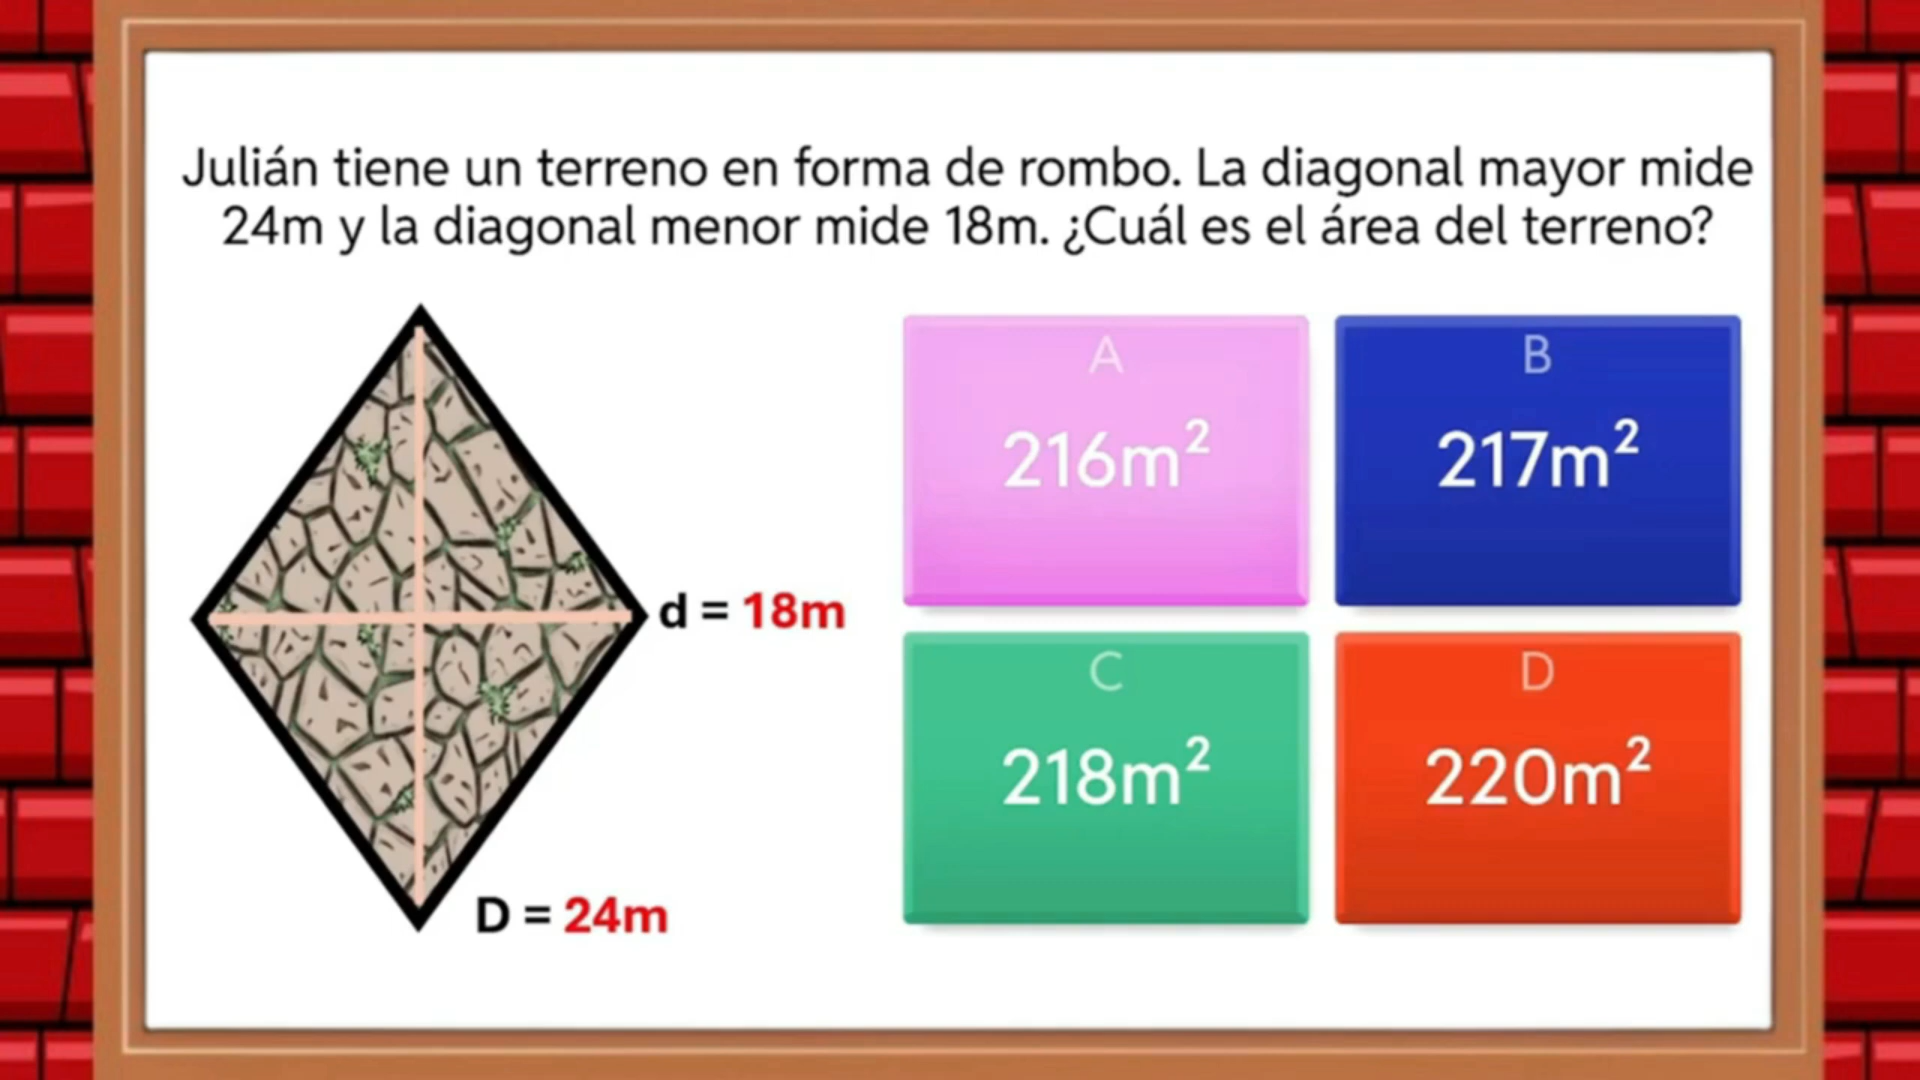 Julián tiene un terreno en forma de rombo. La diagonal mayor mide
24m y la diagonal menor mide 18m. ¿Cuál es el área del terreno?
d = 18m
D = 24m
A
216m²
B
217m²
C
218m²
D
220m²